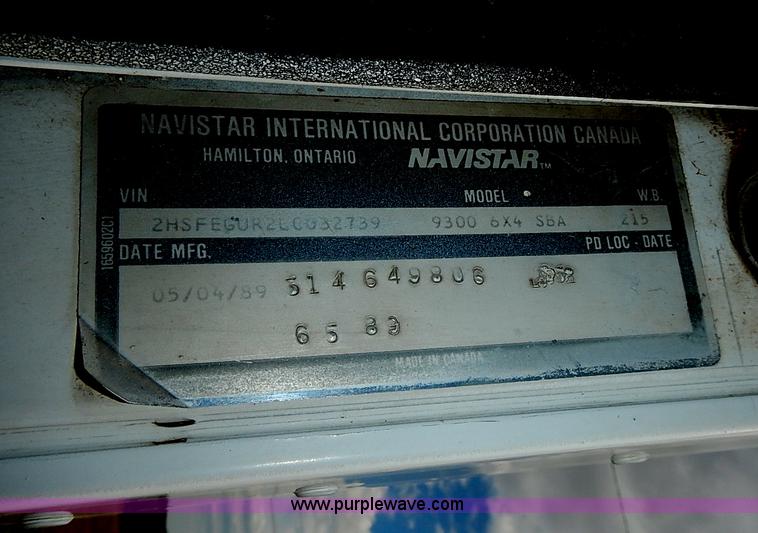 NAVISTAR INTERNATIONAL CORPORATION CANADA
HAMILTON, ONTARIO NAVISTAR™
VIN MODEL W.B.
2HSFEGUR2LC032739 9300 6X4 SBA 215
DATE MFG. PD LOC - DATE
05/04/89 314 649806
65 89
MADE IN CANADA
1659602C1
www.purplewave.com